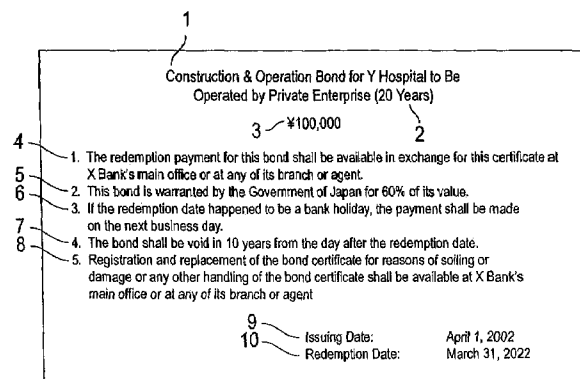 1
Construction & Operation Bond for Y Hospital to Be
Operated by Private Enterprise (20 Years)
3 ¥100,000 2
4 1. The redemption payment for this bond shall be available in exchange for this certificate at
X Bank's main office or at any of its branch or agent.
5 2. This bond is warranted by the Government of Japan for 60% of its value.
6 3. If the redemption date happened to be a bank holiday, the payment shall be made
on the next business day.
7 4. The bond shall be void in 10 years from the day after the redemption date.
8 5. Registration and replacement of the bond certificate for reasons of soiling or
damage or any other handling of the bond certificate shall be available at X Bank's
main office or at any of its branch or agent
9 Issuing Date: April 1, 2002
10 Redemption Date: March 31, 2022